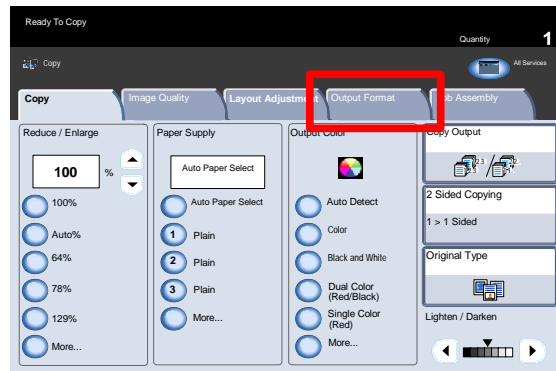 Ready To Copy
Quantity 1
Copy
All Services
Copy
Image Quality
Layout Adjustment
Output Format
Job Assembly
Reduce / Enlarge
100 %
100%
Auto%
64%
78%
129%
More...
Paper Supply
Auto Paper Select
Auto Paper Select
1 Plain
2 Plain
3 Plain
More...
Output Color
Auto Detect
Color
Black and White
Dual Color
(Red/Black)
Single Color
(Red)
More...
Copy Output
2 Sided Copying
1 > 1 Sided
Original Type
Lighten / Darken